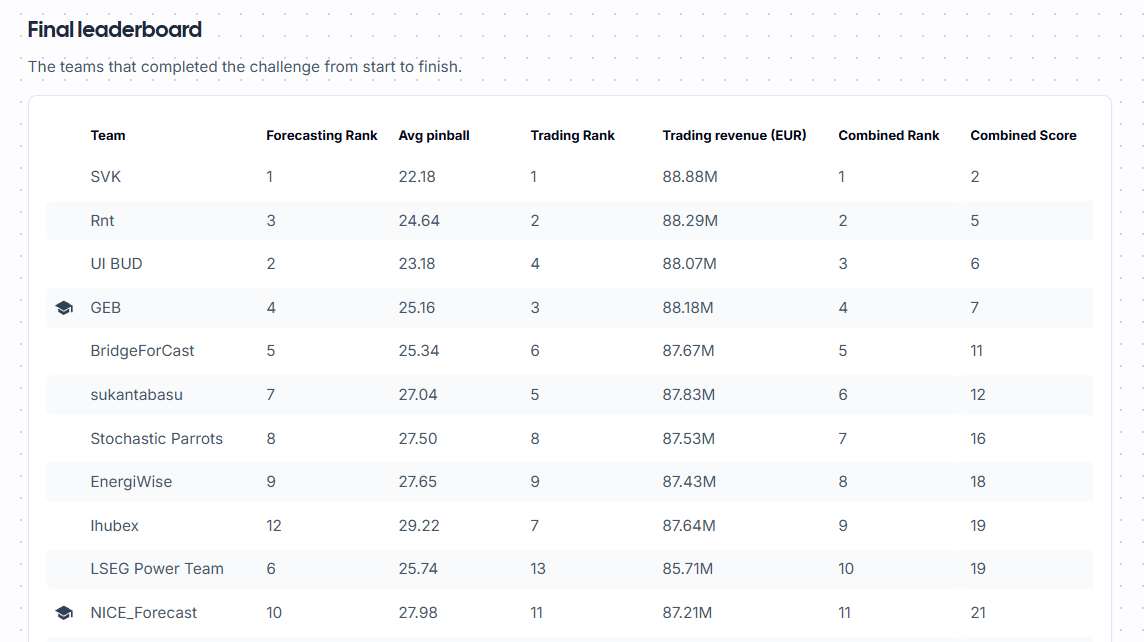 Final leaderboard
The teams that completed the challenge from start to finish.
Team Forecasting Rank Avg pinball Trading Rank Trading revenue (EUR) Combined Rank Combined Score
SVK 1 22.18 1 88.88M 1 2
Rnt 3 24.64 2 88.29M 2 5
UI BUD 2 23.18 4 88.07M 3 6
GEB 4 25.16 3 88.18M 4 7
BridgeForCast 5 25.34 6 87.67M 5 11
sukantabasu 7 27.04 5 87.83M 6 12
Stochastic Parrots 8 27.50 8 87.53M 7 16
EnergiWise 9 27.65 9 87.43M 8 18
Ihubex 12 29.22 7 87.64M 9 19
LSEG Power Team 6 25.74 13 85.71M 10 19
NICE_Forecast 10 27.98 11 87.21M 11 21